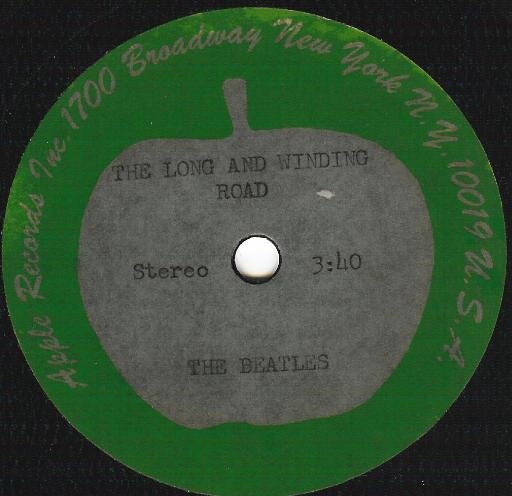 Apple Records Inc. 1700 Broadway New York N.Y. 10019 U.S.A.
THE LONG AND WINDING
ROAD
Stereo 3:40
THE BEATLES